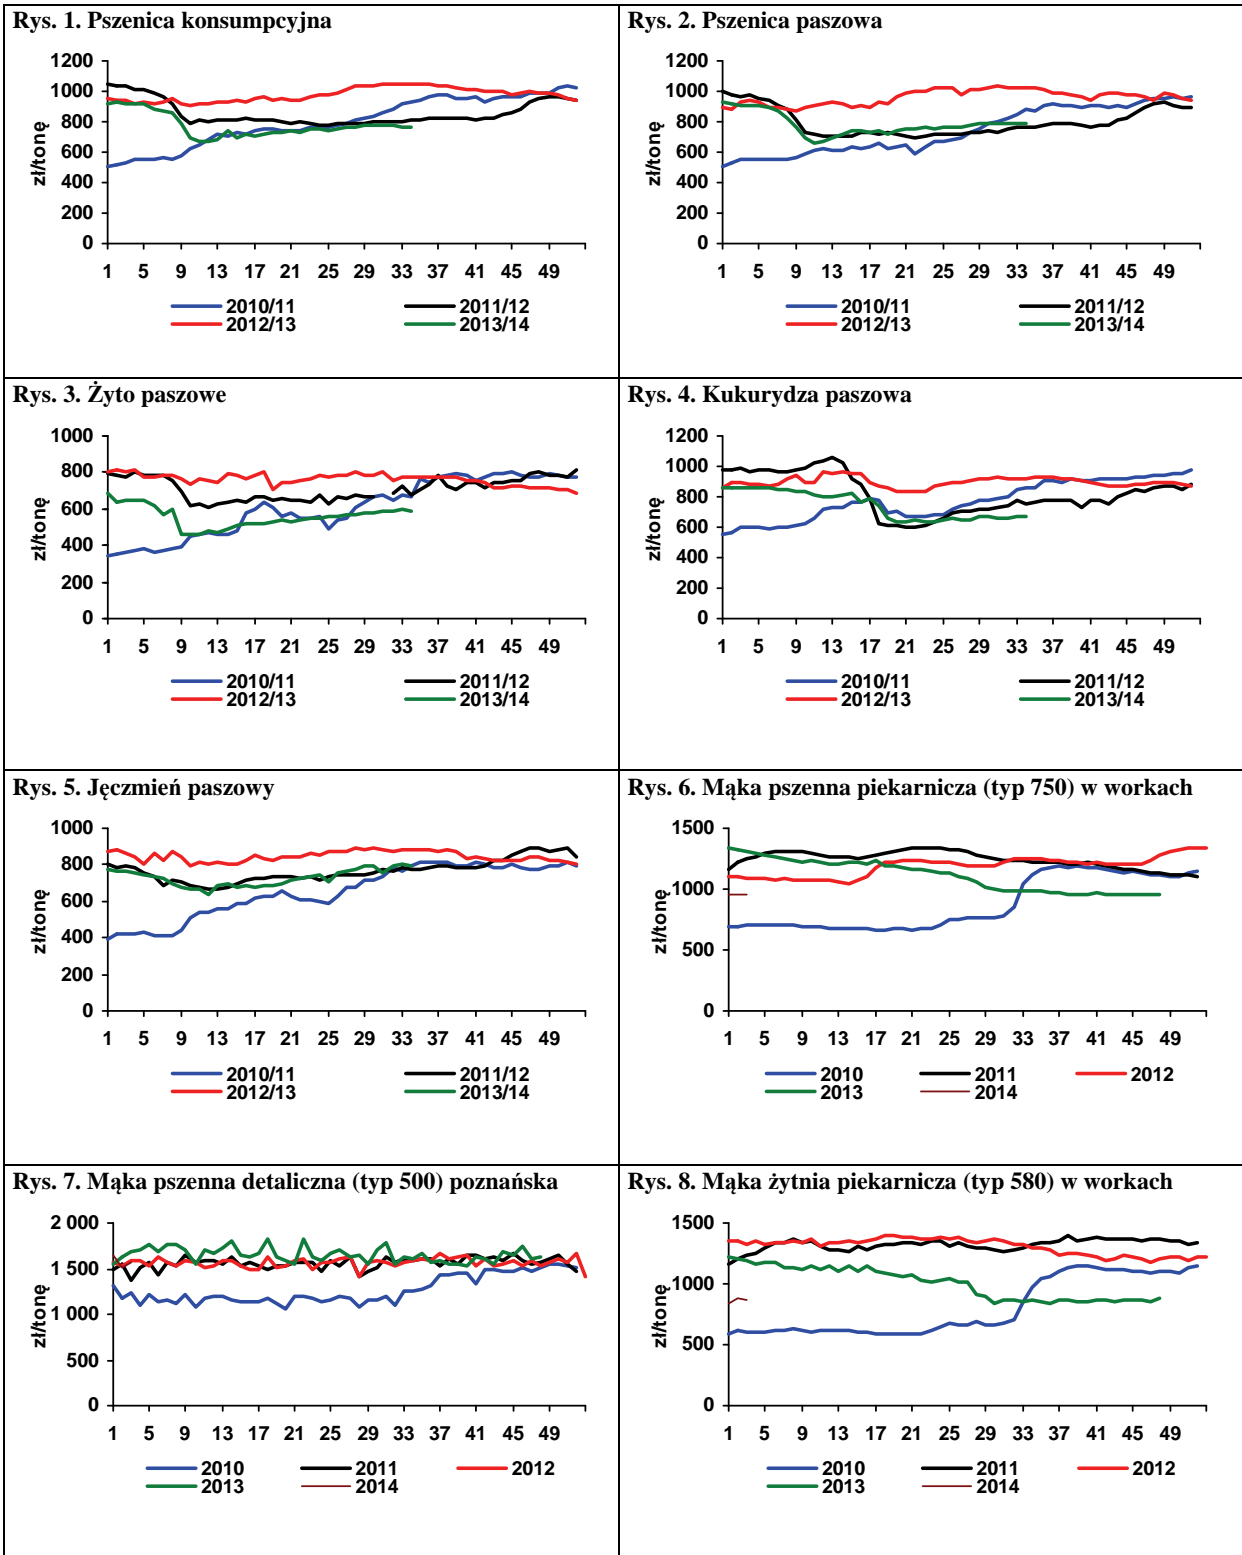 Rys. 1. Pszenica konsumpcyjna
1200
1000
800
600
400
200
0
zł/tonę
1 5 9 13 17 21 25 29 33 37 41 45 49
2010/11 2011/12
2012/13 2013/14
Rys. 2. Pszenica paszowa
1200
1000
800
600
400
200
0
zł/tonę
1 5 9 13 17 21 25 29 33 37 41 45 49
2010/11 2011/12
2012/13 2013/14
Rys. 3. Żyto paszowe
1000
800
600
400
200
0
zł/tonę
1 5 9 13 17 21 25 29 33 37 41 45 49
2010/11 2011/12
2012/13 2013/14
Rys. 4. Kukurydza paszowa
1200
1000
800
600
400
200
0
zł/tonę
1 5 9 13 17 21 25 29 33 37 41 45 49
2010/11 2011/12
2012/13 2013/14
Rys. 5. Jęczmień paszowy
1000
800
600
400
200
0
zł/tonę
1 5 9 13 17 21 25 29 33 37 41 45 49
2010/11 2011/12
2012/13 2013/14
Rys. 6. Mąka pszenna piekarnicza (typ 750) w workach
1500
1000
500
0
zł/tonę
1 5 9 13 17 21 25 29 33 37 41 45 49
2010 2011 2012
2013 2014
Rys. 7. Mąka pszenna detaliczna (typ 500) poznańska
2 000
1 500
1 000
500
0
zł/tonę
1 5 9 13 17 21 25 29 33 37 41 45 49
2010 2011 2012
2013 2014
Rys. 8. Mąka żytnia piekarnicza (typ 580) w workach
1500
1000
500
0
zł/tonę
1 5 9 13 17 21 25 29 33 37 41 45 49
2010 2011 2012
2013 2014